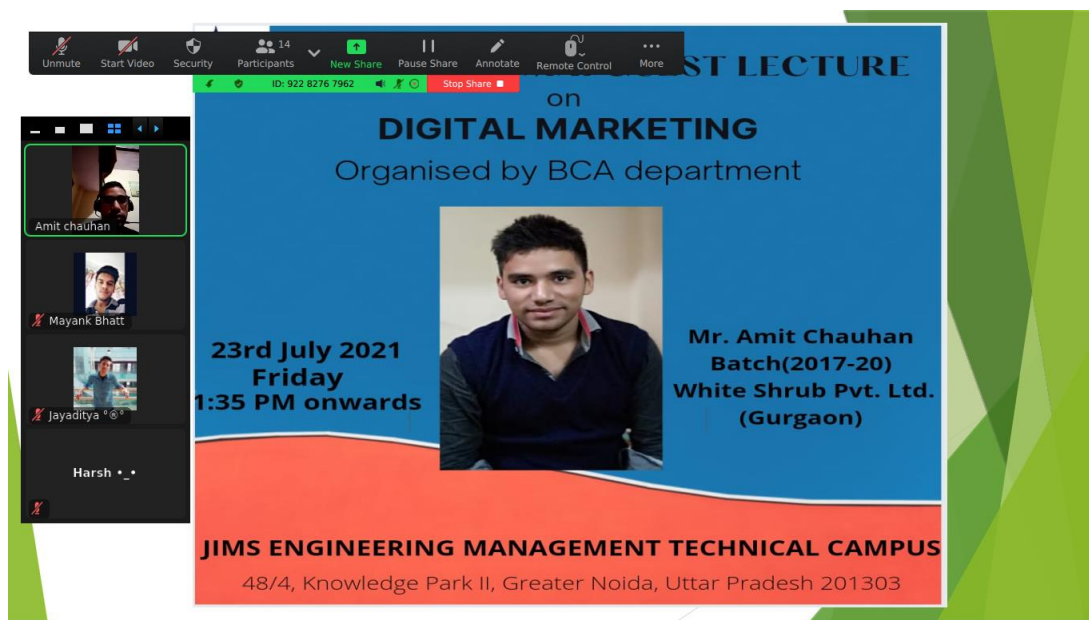 Unmute
Start Video
Security
Participants 14
New Share
Pause Share
Annotate
Remote Control
More
ID: 922 8276 7962
Stop Share
LECTURE
on
DIGITAL MARKETING
Organised by BCA department
Amit chauhan
Mayank Bhatt
Jayaditya °®°
Harsh •_•
23rd July 2021
Friday
1:35 PM onwards
Mr. Amit Chauhan
Batch(2017-20)
White Shrub Pvt. Ltd.
(Gurgaon)
JIMS ENGINEERING MANAGEMENT TECHNICAL CAMPUS
48/4, Knowledge Park II, Greater Noida, Uttar Pradesh 201303